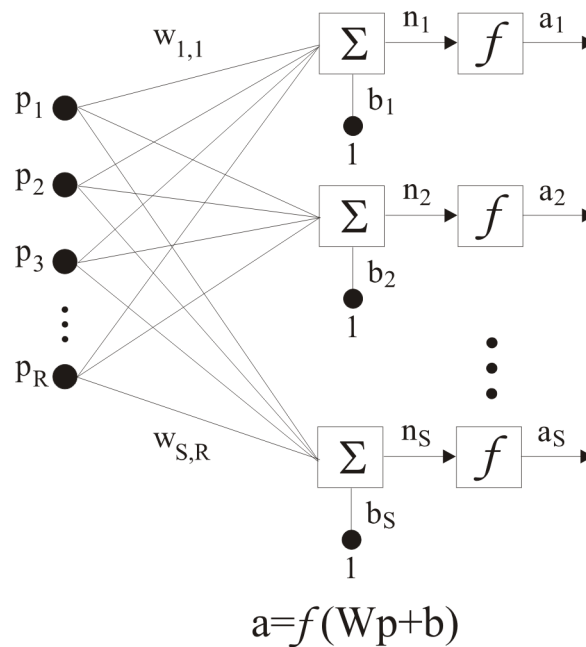 w1,1
n1
f
a1
Σ
b1
1
p1
p2
n2
f
a2
Σ
b2
1
p3
pR
wS,R
nS
f
aS
Σ
bS
1
a=f(Wp+b)